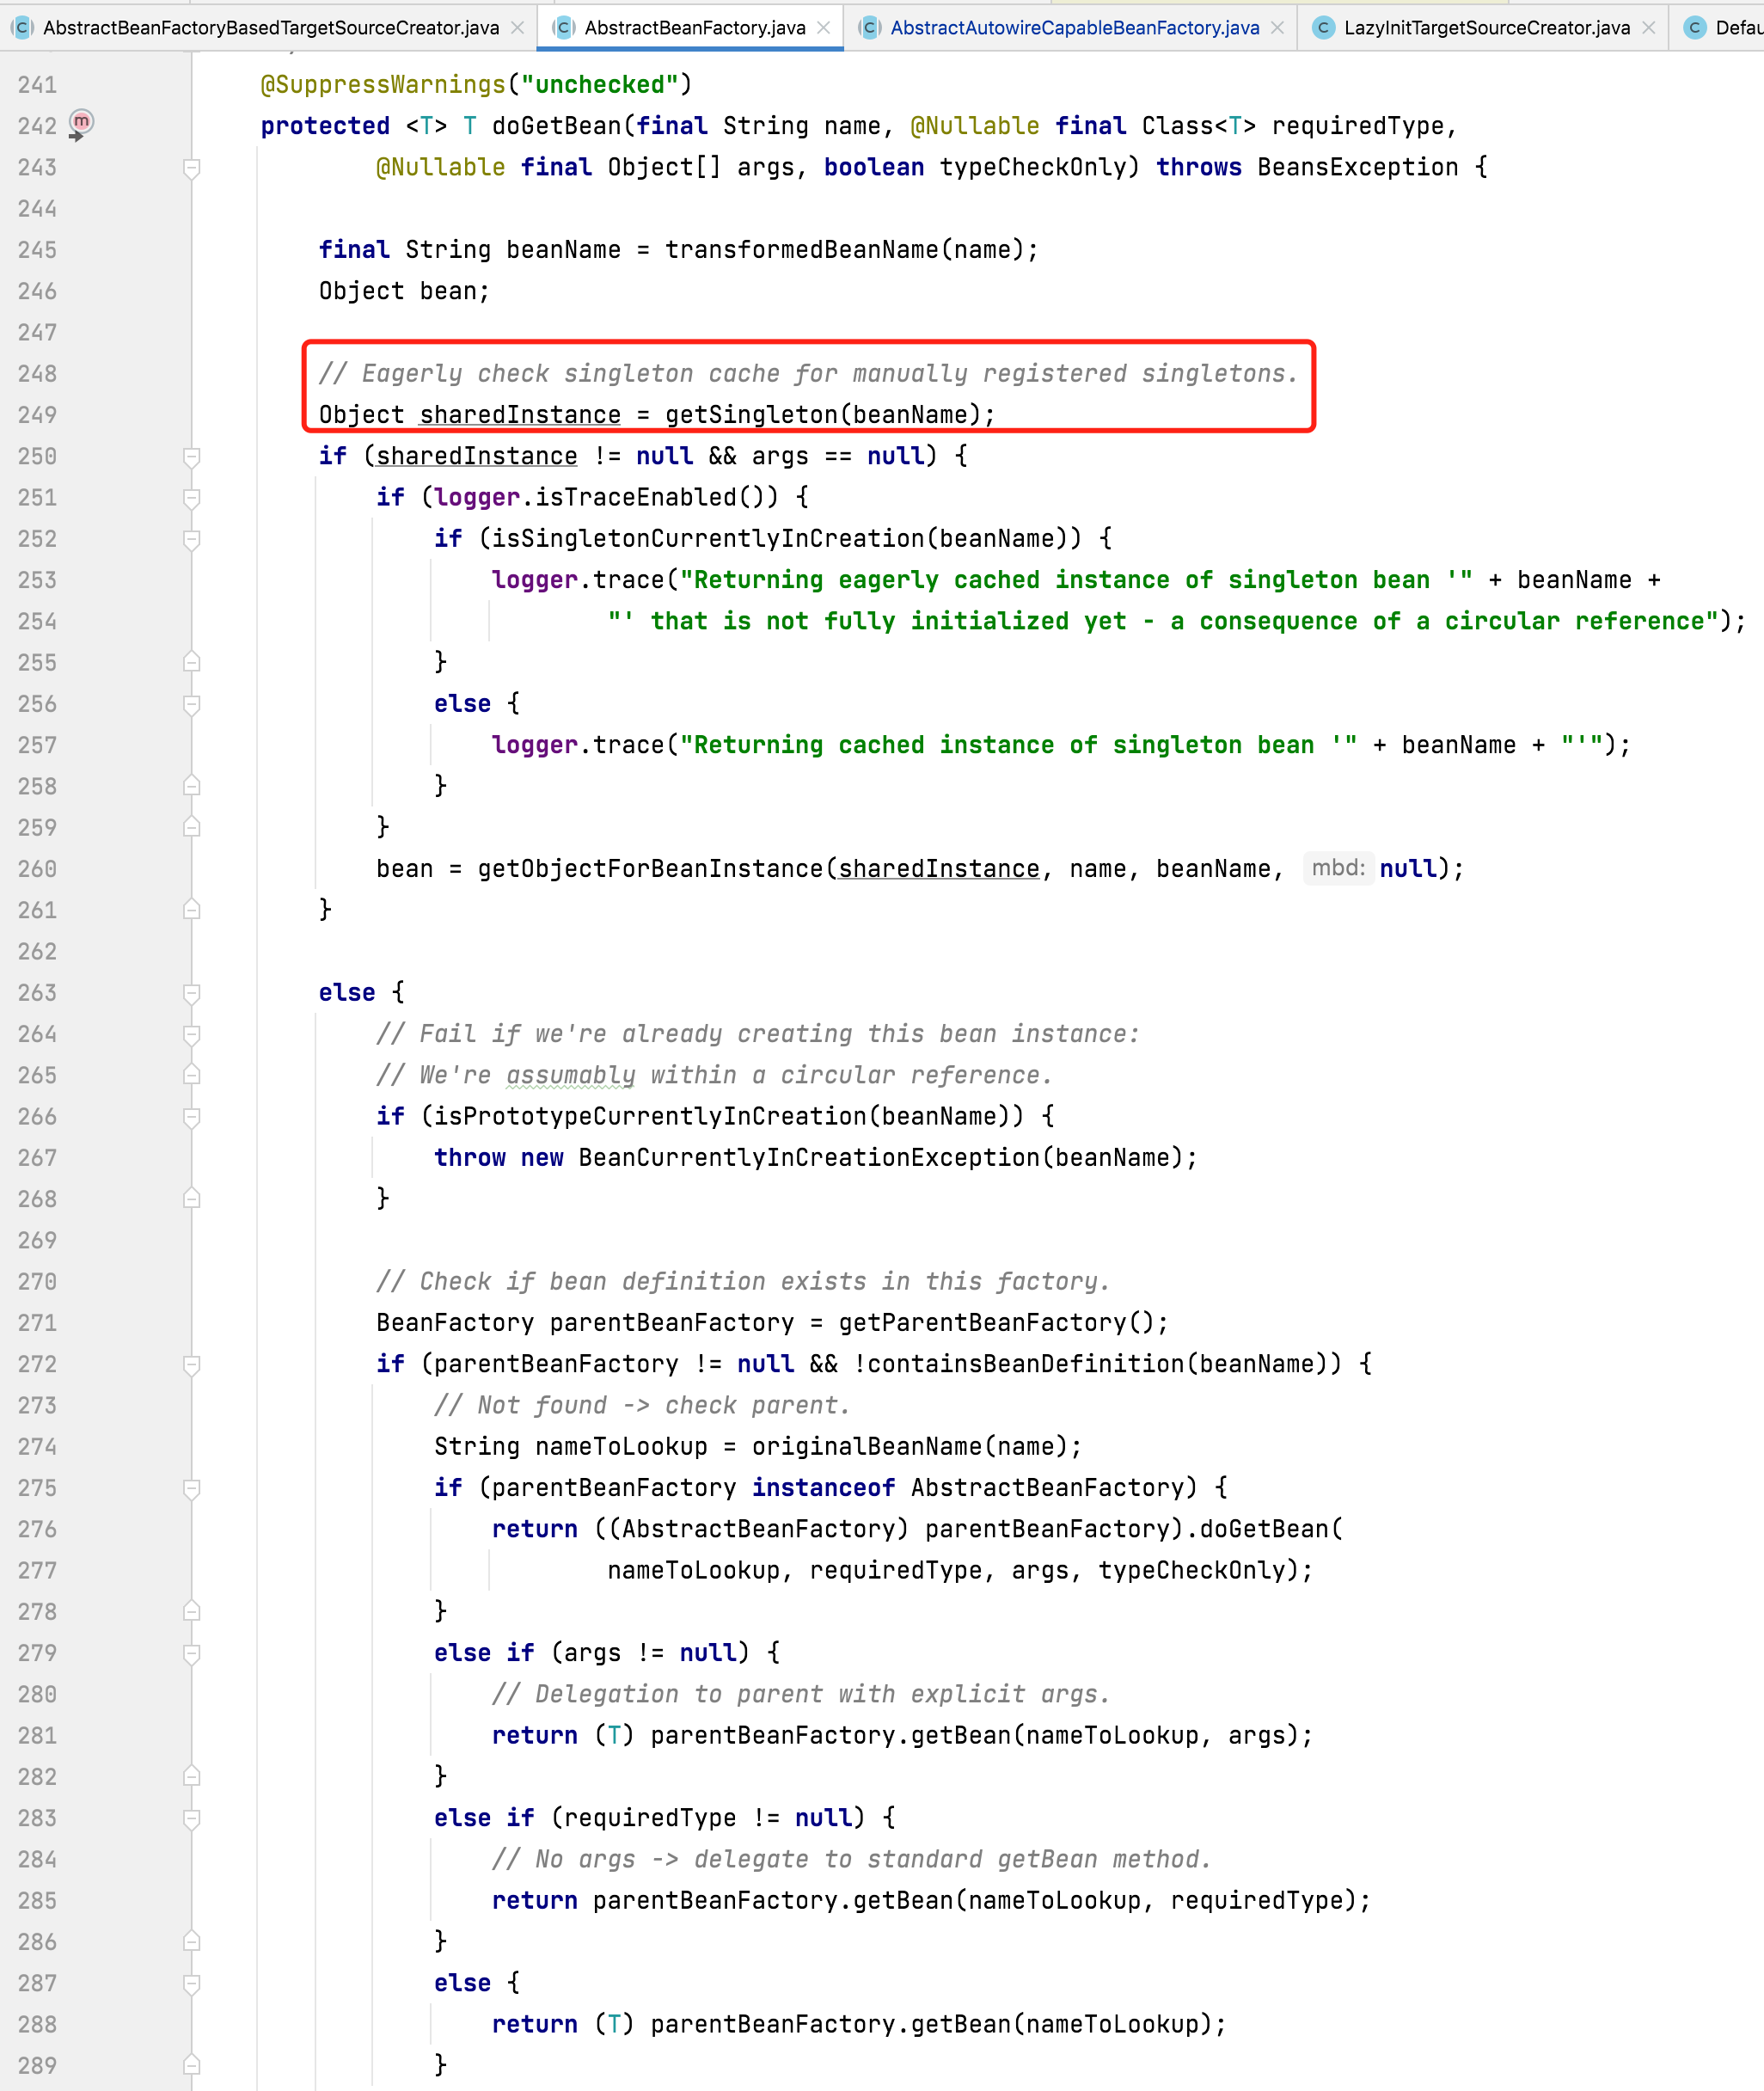 AbstractBeanFactoryBasedTargetSourceCreator.java AbstractBeanFactory.java AbstractAutowireCapableBeanFactory.java LazyInitTargetSourceCreator.java Defau
241 @SuppressWarnings("unchecked")
242 protected <T> T doGetBean(final String name, @Nullable final Class<T> requiredType,
243 @Nullable final Object[] args, boolean typeCheckOnly) throws BeansException {
244
245 final String beanName = transformedBeanName(name);
246 Object bean;
247
248 // Eagerly check singleton cache for manually registered singletons.
249 Object sharedInstance = getSingleton(beanName);
250 if (sharedInstance != null && args == null) {
251 if (logger.isTraceEnabled()) {
252 if (isSingletonCurrentlyInCreation(beanName)) {
253 logger.trace("Returning eagerly cached instance of singleton bean '" + beanName +
254 "' that is not fully initialized yet - a consequence of a circular reference");
255 }
256 else {
257 logger.trace("Returning cached instance of singleton bean '" + beanName + "'");
258 }
259 }
260 bean = getObjectForBeanInstance(sharedInstance, name, beanName, mbd: null);
261 }
262
263 else {
264 // Fail if we're already creating this bean instance:
265 // We're assumably within a circular reference.
266 if (isPrototypeCurrentlyInCreation(beanName)) {
267 throw new BeanCurrentlyInCreationException(beanName);
268 }
269
270 // Check if bean definition exists in this factory.
271 BeanFactory parentBeanFactory = getParentBeanFactory();
272 if (parentBeanFactory != null && !containsBeanDefinition(beanName)) {
273 // Not found -> check parent.
274 String nameToLookup = originalBeanName(name);
275 if (parentBeanFactory instanceof AbstractBeanFactory) {
276 return ((AbstractBeanFactory) parentBeanFactory).doGetBean(
277 nameToLookup, requiredType, args, typeCheckOnly);
278 }
279 else if (args != null) {
280 // Delegation to parent with explicit args.
281 return (T) parentBeanFactory.getBean(nameToLookup, args);
282 }
283 else if (requiredType != null) {
284 // No args -> delegate to standard getBean method.
285 return parentBeanFactory.getBean(nameToLookup, requiredType);
286 }
287 else {
288 return (T) parentBeanFactory.getBean(nameToLookup);
289 }